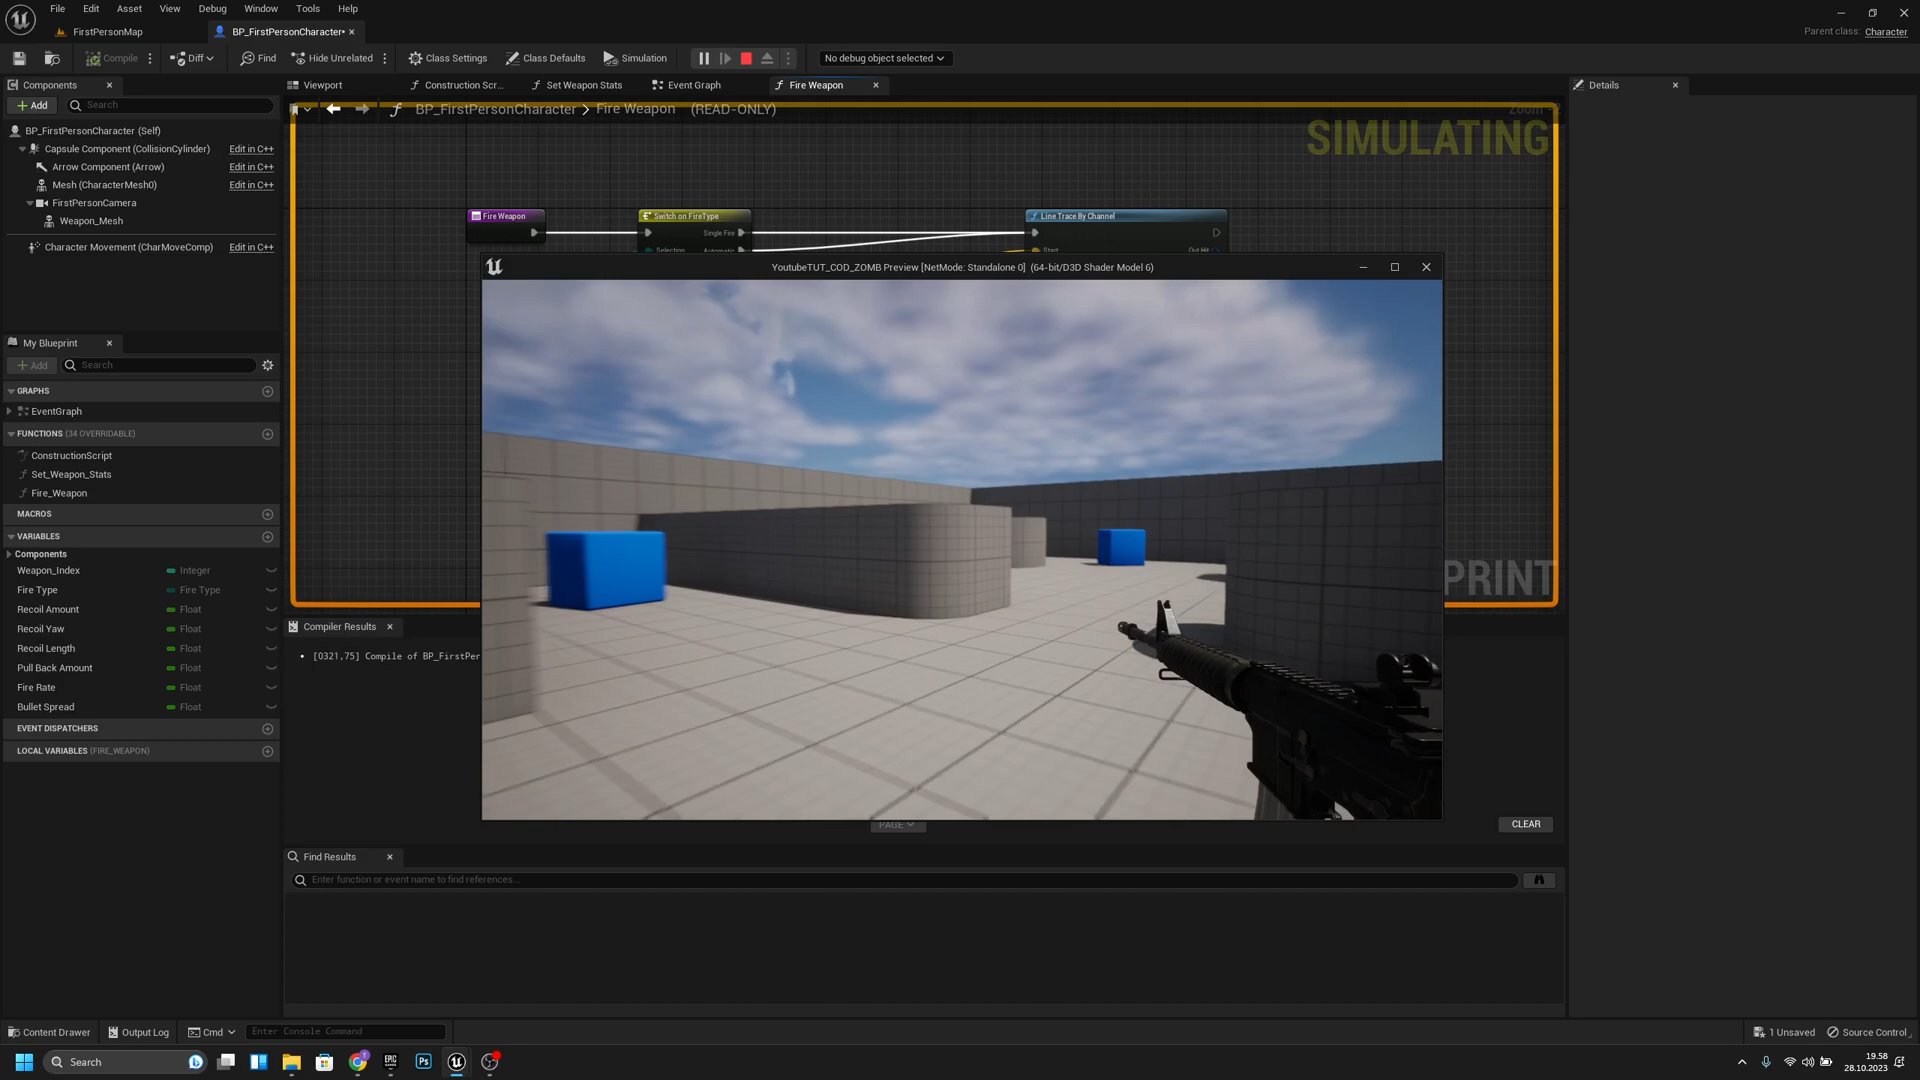 File Edit Asset View Debug Window Tools Help
FirstPersonMap
BP_FirstPersonCharacter•
Parent class: Character
Compile
Diff
Find
Hide Unrelated
Class Settings
Class Defaults
Simulation
No debug object selected
Components
Viewport
Construction Scr...
Set Weapon Stats
Event Graph
Fire Weapon
Details
Add
Search
BP_FirstPersonCharacter > Fire Weapon (READ-ONLY)
SIMULATING
BP_FirstPersonCharacter (Self)
Capsule Component (CollisionCylinder) Edit in C++
Arrow Component (Arrow) Edit in C++
Mesh (CharacterMesh0) Edit in C++
FirstPersonCamera
Weapon_Mesh
Character Movement (CharMoveComp) Edit in C++
Fire Weapon
Switch on FireType
Single Fire
Selection
Automatic
Line Trace By Channel
Start
Out Hit
YoutubeTUT_COD_ZOMB Preview [NetMode: Standalone 0] (64-bit/D3D Shader Model 6)
My Blueprint
Add
Search
GRAPHS
EventGraph
FUNCTIONS (34 OVERRIDABLE)
ConstructionScript
Set_Weapon_Stats
Fire_Weapon
MACROS
VARIABLES
Components
Weapon_Index Integer
Fire Type Fire Type
Recoil Amount Float
Recoil Yaw Float
Recoil Length Float
Pull Back Amount Float
Fire Rate Float
Bullet Spread Float
EVENT DISPATCHERS
LOCAL VARIABLES (FIRE_WEAPON)
PRINT
Compiler Results
• [0321,75] Compile of BP_FirstPer
PAGE
CLEAR
Find Results
Enter function or event name to find references...
Content Drawer
Output Log
Cmd
Enter Console Command
1 Unsaved
Source Control
Search
EPIC
Ps
19.58
28.10.2023